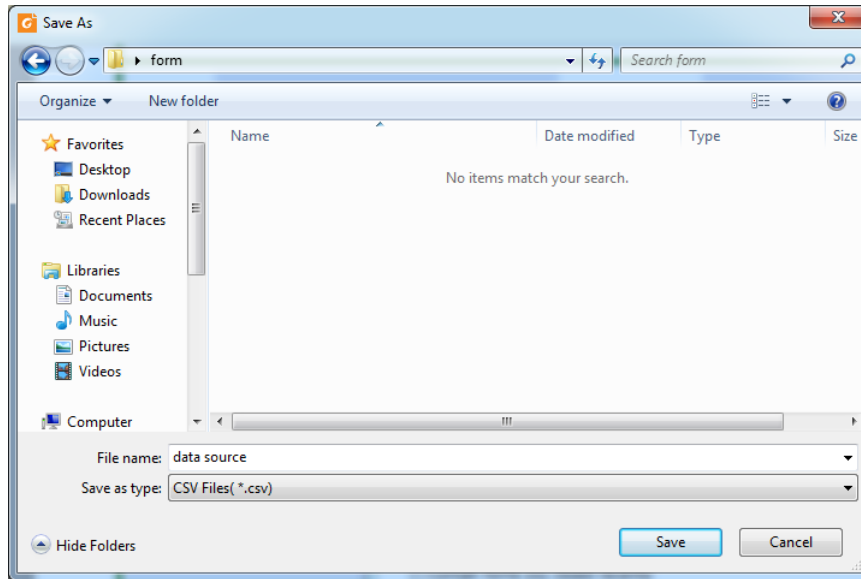 Save As
form
Search form
Organize
New folder
Name
Date modified
Type
Size
Favorites
Desktop
Downloads
Recent Places
No items match your search.
Libraries
Documents
Music
Pictures
Videos
Computer
File name: data source
Save as type: CSV Files( *.csv)
Hide Folders
Save
Cancel